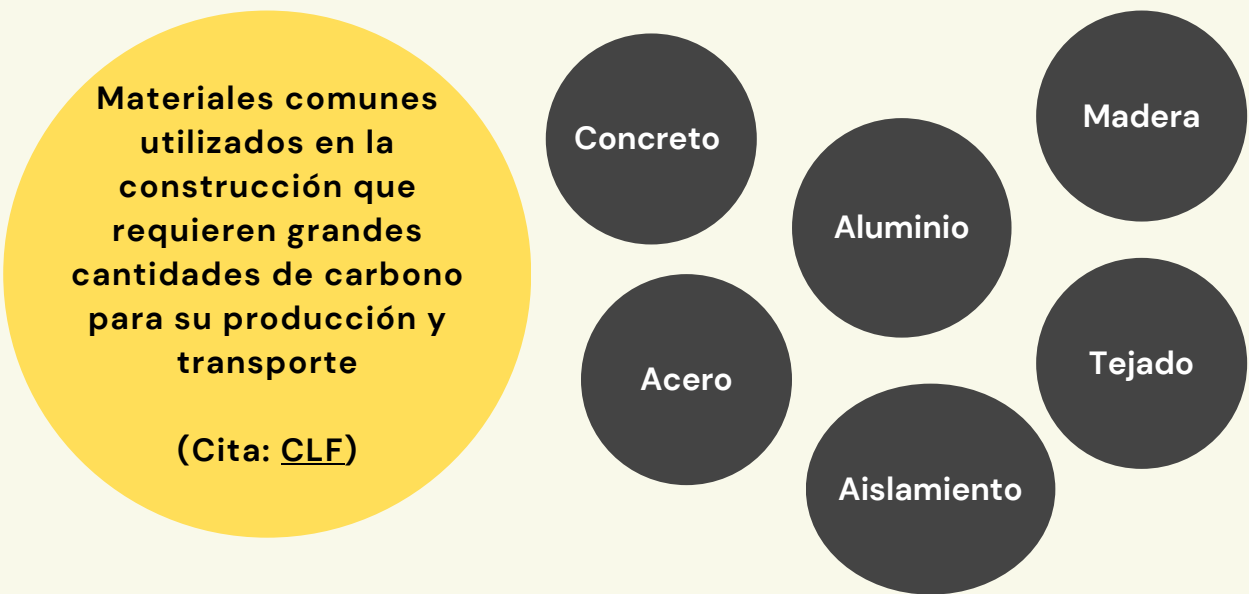 Materiales comunes
utilizados en la
construcción que
requieren grandes
cantidades de carbono
para su producción y
transporte
(Cita: CLF)
Concreto
Aluminio
Madera
Acero
Aislamiento
Tejado